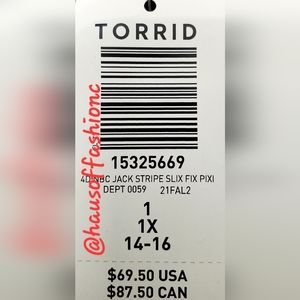 TORRID
15325669
4D NBC JACK STRIPE SLIX FIX PIXI
DEPT 0059 21FAL2
1
1X
14-16
$69.50 USA
$87.50 CAN
@hausoffashionc